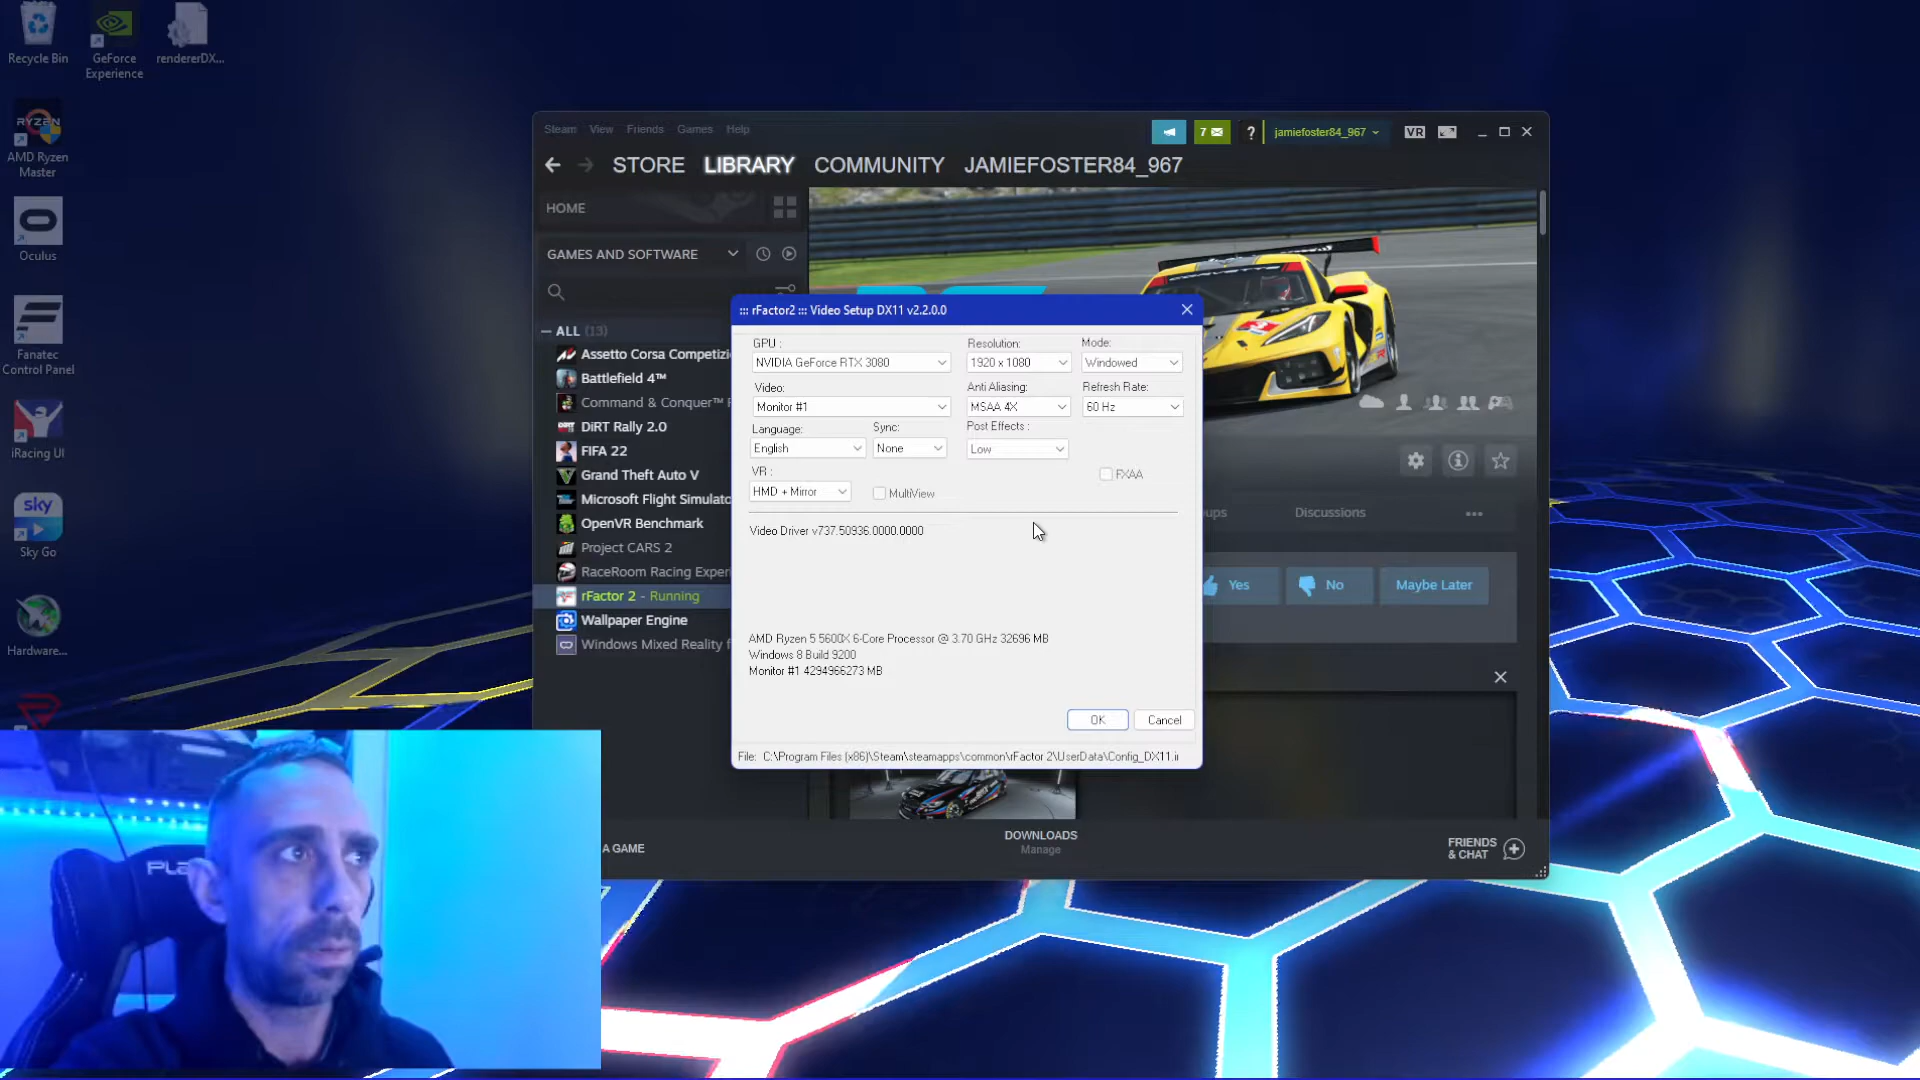 Recycle Bin
GeForce
Experience
rendererDX...
RYZEN
AMD Ryzen
Master
Oculus
Fanatec
Control Panel
iRacing UI
sky
go
Sky Go
Hardware...
Steam View Friends Games Help
7
?
jamiefoster84_967
VR
STORE LIBRARY COMMUNITY JAMIEFOSTER84_967
HOME
GAMES AND SOFTWARE
ALL (13)
Assetto Corsa Competizi
Battlefield 4™
Command & Conquer™ F
DiRT Rally 2.0
FIFA 22
Grand Theft Auto V
Microsoft Flight Simulato
OpenVR Benchmark
Project CARS 2
RaceRoom Racing Experi
rFactor 2 - Running
Wallpaper Engine
Windows Mixed Reality f
::: rFactor2 ::: Video Setup DX11 v2.2.0.0
GPU :
NVIDIA GeForce RTX 3080
Resolution:
1920 x 1080
Mode:
Windowed
Video:
Monitor #1
Anti Aliasing:
MSAA 4X
Refresh Rate:
60 Hz
Language:
English
Sync:
None
Post Effects :
Low
VR :
HMD + Mirror
MultiView
FXAA
Video Driver v737.50936.0000.0000
AMD Ryzen 5 5600X 6-Core Processor @ 3.70 GHz 32696 MB
Windows 8 Build 9200
Monitor #1 4294966273 MB
OK
Cancel
File: C:\Program Files (x86)\Steam\steamapps\common\rFactor 2\UserData\Config_DX11.ii
ups
Discussions
Yes
No
Maybe Later
A GAME
DOWNLOADS
Manage
FRIENDS
& CHAT